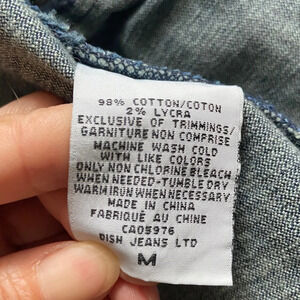 98% COTTON/COTON
2% LYCRA
EXCLUSIVE OF TRIMMINGS/
GARNITURE NON COMPRISE
MACHINE WASH COLD
WITH LIKE COLORS
ONLY NON CHLORINE BLEACH
WHEN NEEDED-TUMBLE DRY
WARM IRON WHEN NECESSARY
MADE IN CHINA
FABRIQUÉ AU CHINE
CA05976
DISH JEANS LTD
M